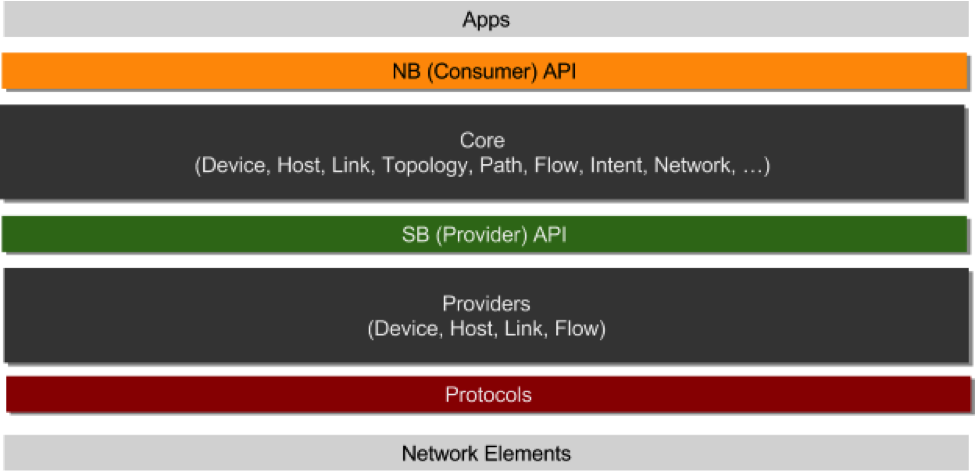 Apps
NB (Consumer) API
Core
(Device, Host, Link, Topology, Path, Flow, Intent, Network, …)
SB (Provider) API
Providers
(Device, Host, Link, Flow)
Protocols
Network Elements